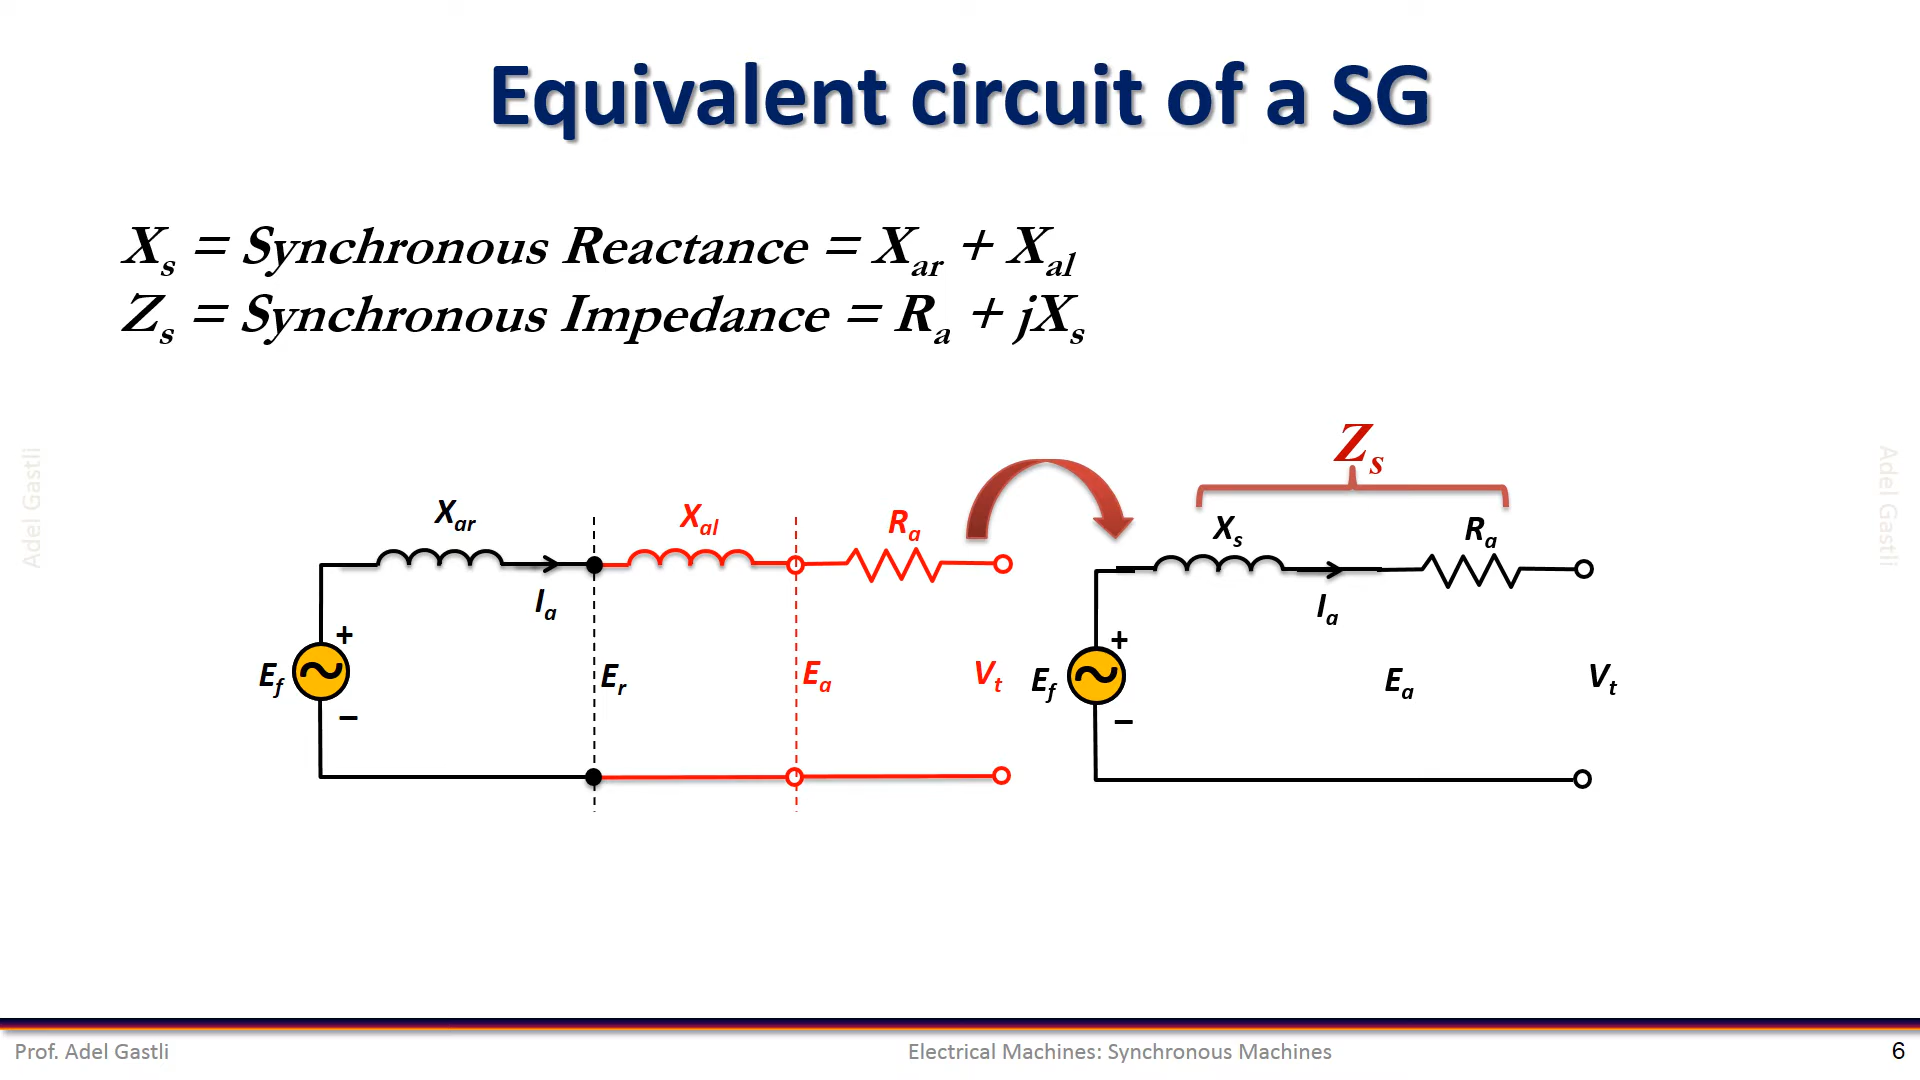 Equivalent circuit of a SG
Xs = Synchronous Reactance = Xar + Xal
Zs = Synchronous Impedance = Ra + jXs
Adel Gastli
Adel Gastli
Zs
Xar
Xal
Ra
Xs
Ra
Ia
Ia
+
+
Ef
Er
Ea
Vt
Ef
Ea
Vt
–
–
Prof. Adel Gastli
Electrical Machines: Synchronous Machines
6